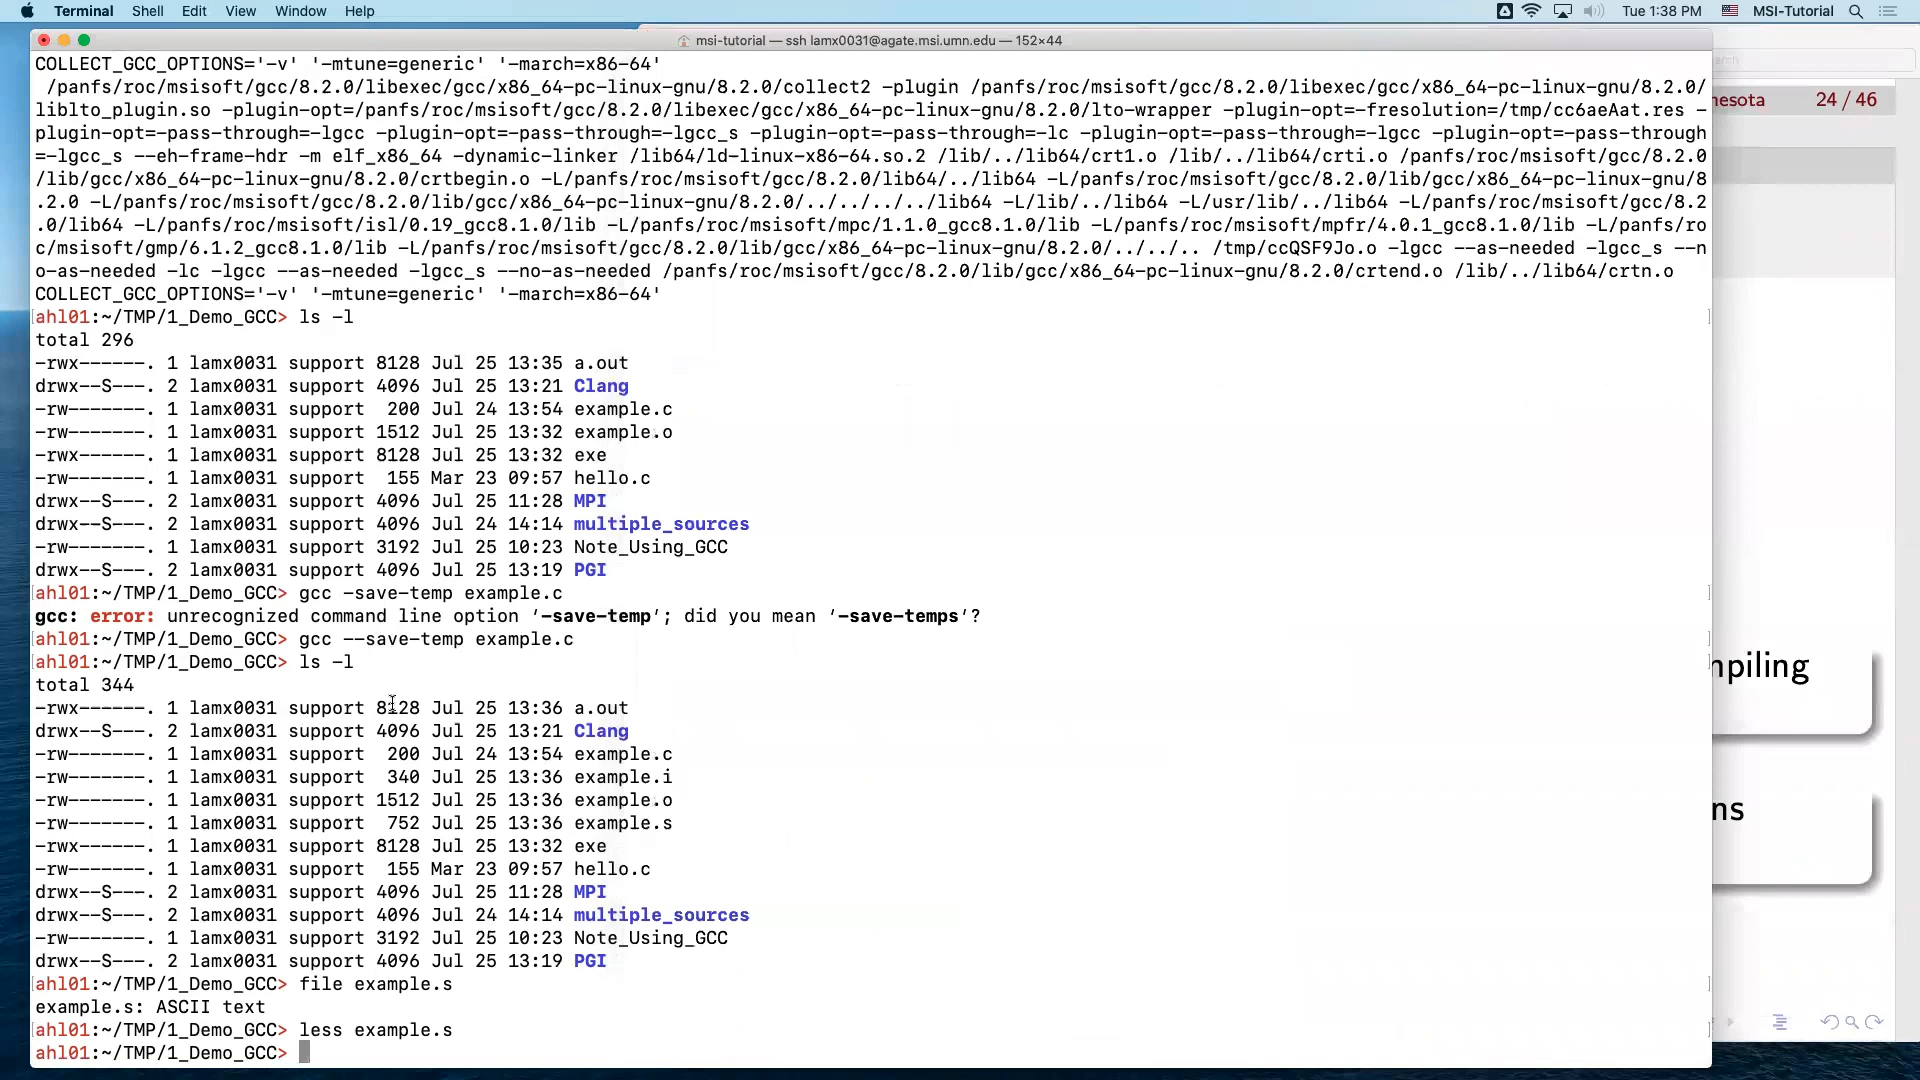 Terminal Shell Edit View Window Help Tue 1:38 PM MSI-Tutorial
msi-tutorial — ssh lamx0031@agate.msi.umn.edu — 152×44
COLLECT_GCC_OPTIONS='-v' '-mtune=generic' '-march=x86-64'
/panfs/roc/msisoft/gcc/8.2.0/libexec/gcc/x86_64-pc-linux-gnu/8.2.0/collect2 -plugin /panfs/roc/msisoft/gcc/8.2.0/libexec/gcc/x86_64-pc-linux-gnu/8.2.0/
liblto_plugin.so -plugin-opt=/panfs/roc/msisoft/gcc/8.2.0/libexec/gcc/x86_64-pc-linux-gnu/8.2.0/lto-wrapper -plugin-opt=-fresolution=/tmp/cc6aeAat.res -
plugin-opt=-pass-through=-lgcc -plugin-opt=-pass-through=-lgcc_s -plugin-opt=-pass-through=-lc -plugin-opt=-pass-through=-lgcc -plugin-opt=-pass-through
=-lgcc_s --eh-frame-hdr -m elf_x86_64 -dynamic-linker /lib64/ld-linux-x86-64.so.2 /lib/../lib64/crt1.o /lib/../lib64/crti.o /panfs/roc/msisoft/gcc/8.2.0
/lib/gcc/x86_64-pc-linux-gnu/8.2.0/crtbegin.o -L/panfs/roc/msisoft/gcc/8.2.0/lib64/../lib64 -L/panfs/roc/msisoft/gcc/8.2.0/lib/gcc/x86_64-pc-linux-gnu/8
.2.0 -L/panfs/roc/msisoft/gcc/8.2.0/lib/gcc/x86_64-pc-linux-gnu/8.2.0/../../../../lib64 -L/lib/../lib64 -L/usr/lib/../lib64 -L/panfs/roc/msisoft/gcc/8.2
.0/lib64 -L/panfs/roc/msisoft/isl/0.19_gcc8.1.0/lib -L/panfs/roc/msisoft/mpc/1.1.0_gcc8.1.0/lib -L/panfs/roc/msisoft/mpfr/4.0.1_gcc8.1.0/lib -L/panfs/ro
c/msisoft/gmp/6.1.2_gcc8.1.0/lib -L/panfs/roc/msisoft/gcc/8.2.0/lib/gcc/x86_64-pc-linux-gnu/8.2.0/../../.. /tmp/ccQSF9Jo.o -lgcc --as-needed -lgcc_s --n
o-as-needed -lc -lgcc --as-needed -lgcc_s --no-as-needed /panfs/roc/msisoft/gcc/8.2.0/lib/gcc/x86_64-pc-linux-gnu/8.2.0/crtend.o /lib/../lib64/crtn.o
COLLECT_GCC_OPTIONS='-v' '-mtune=generic' '-march=x86-64'
[ahl01:~/TMP/1_Demo_GCC> ls -l ]
total 296
-rwx------. 1 lamx0031 support 8128 Jul 25 13:35 a.out
drwx--S---. 2 lamx0031 support 4096 Jul 25 13:21 Clang
-rw-------. 1 lamx0031 support 200 Jul 24 13:54 example.c
-rw-------. 1 lamx0031 support 1512 Jul 25 13:32 example.o
-rw-------. 1 lamx0031 support 8128 Jul 25 13:32 exe
-rw-------. 1 lamx0031 support 155 Mar 23 09:57 hello.c
drwx--S---. 2 lamx0031 support 4096 Jul 25 11:28 MPI
drwx--S---. 2 lamx0031 support 4096 Jul 24 14:14 multiple_sources
-rw-------. 1 lamx0031 support 3192 Jul 25 10:23 Note_Using_GCC
drwx--S---. 2 lamx0031 support 4096 Jul 25 13:19 PGI
[ahl01:~/TMP/1_Demo_GCC> gcc -save-temp example.c ]
gcc: error: unrecognized command line option ‘-save-temp’; did you mean ‘-save-temps’?
[ahl01:~/TMP/1_Demo_GCC> gcc --save-temp example.c ]
[ahl01:~/TMP/1_Demo_GCC> ls -l ]
total 344
-rwx------. 1 lamx0031 support 8128 Jul 25 13:36 a.out
drwx--S---. 2 lamx0031 support 4096 Jul 25 13:21 Clang
-rw-------. 1 lamx0031 support 200 Jul 24 13:54 example.c
-rw-------. 1 lamx0031 support 340 Jul 25 13:36 example.i
-rw-------. 1 lamx0031 support 1512 Jul 25 13:36 example.o
-rw-------. 1 lamx0031 support 752 Jul 25 13:36 example.s
-rwx------. 1 lamx0031 support 8128 Jul 25 13:32 exe
-rw-------. 1 lamx0031 support 155 Mar 23 09:57 hello.c
drwx--S---. 2 lamx0031 support 4096 Jul 25 11:28 MPI
drwx--S---. 2 lamx0031 support 4096 Jul 24 14:14 multiple_sources
-rw-------. 1 lamx0031 support 3192 Jul 25 10:23 Note_Using_GCC
drwx--S---. 2 lamx0031 support 4096 Jul 25 13:19 PGI
[ahl01:~/TMP/1_Demo_GCC> file example.s ]
example.s: ASCII text
[ahl01:~/TMP/1_Demo_GCC> less example.s ]
ahl01:~/TMP/1_Demo_GCC>
nesota 24 / 46
mpiling
ns